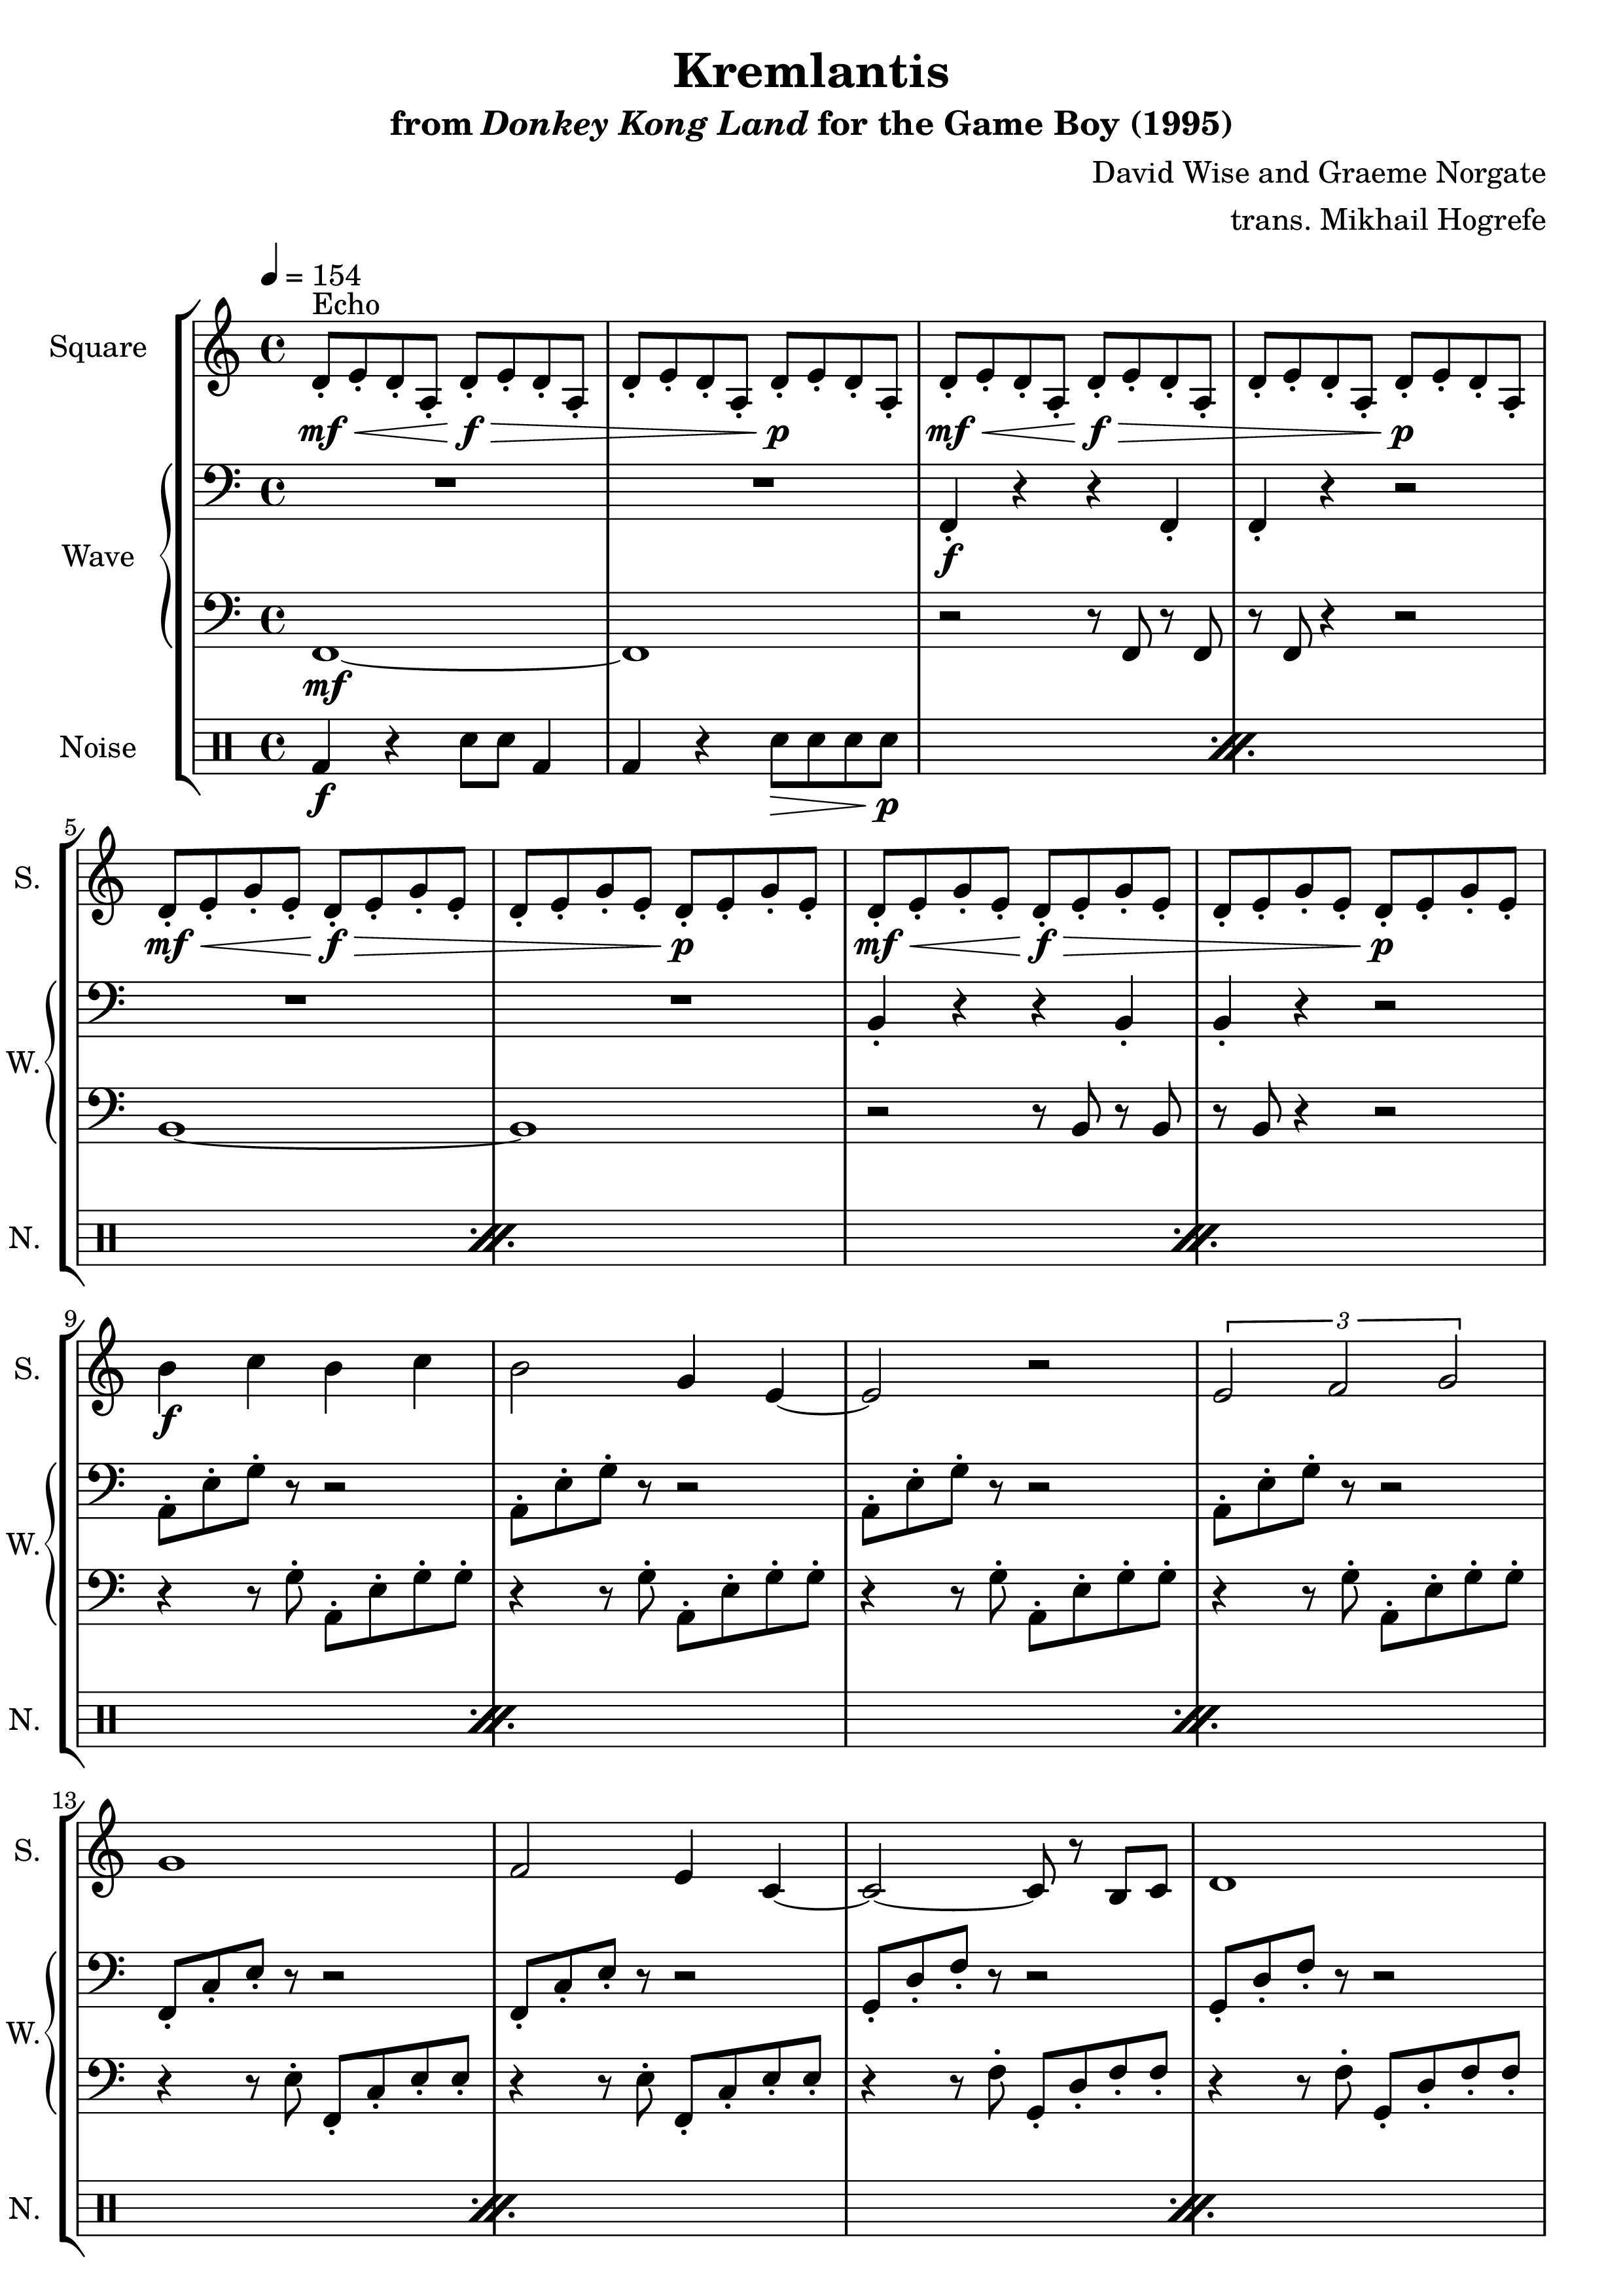 Kremlantis
from Donkey Kong Land for the Game Boy (1995)
David Wise and Graeme Norgate
trans. Mikhail Hogrefe
= 154
Echo
Square
mf f p mf f p
Wave
f
mf
Noise
f p
5
S.
mf f p mf f p
W.
N.
9
S.
3
f
W.
N.
13
S.
W.
N.